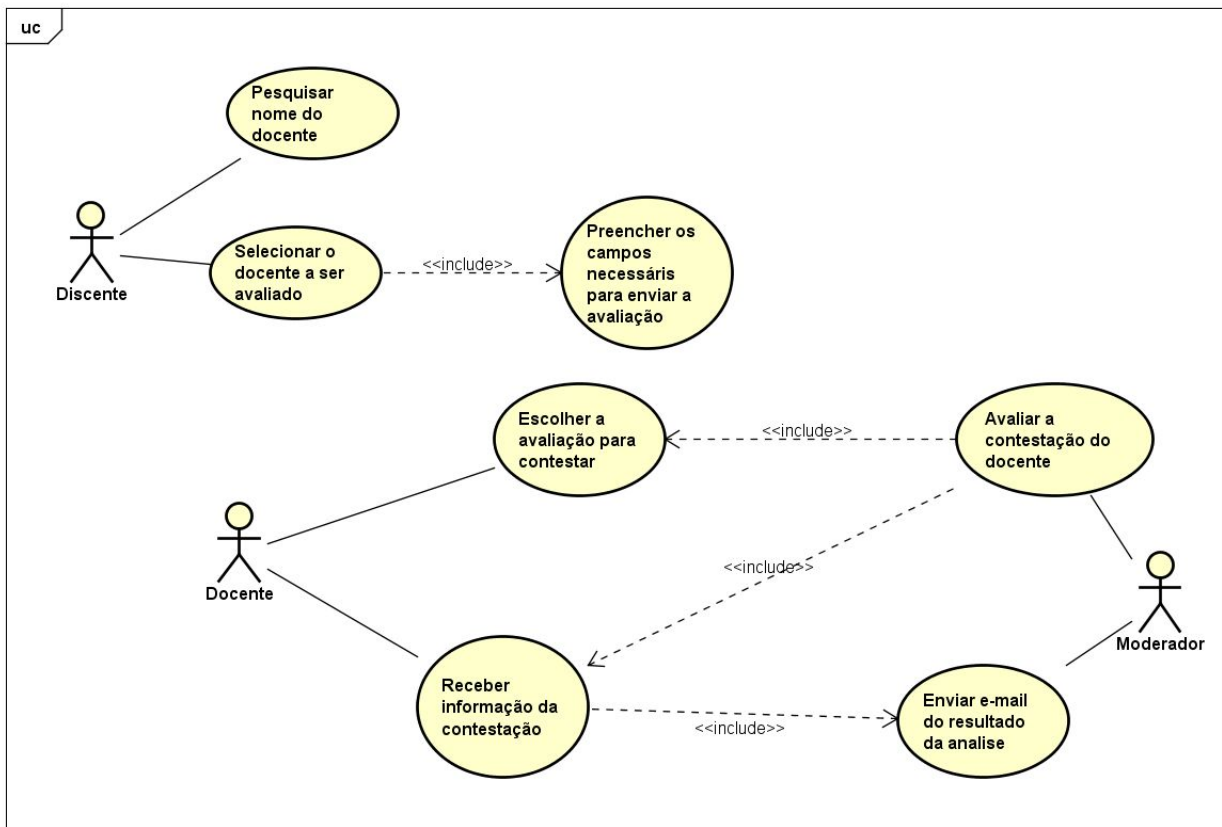 uc
Pesquisar
nome do
docente
Discente
Selecionar o
docente a ser
avaliado
<<include>>
Preencher os
campos
necessáris
para enviar a
avaliação
Escolher a
avaliação para
contestar
<<include>>
Avaliar a
contestação do
docente
Docente
<<include>>
Moderador
Receber
informação da
contestação
<<include>>
Enviar e-mail
do resultado
da analise